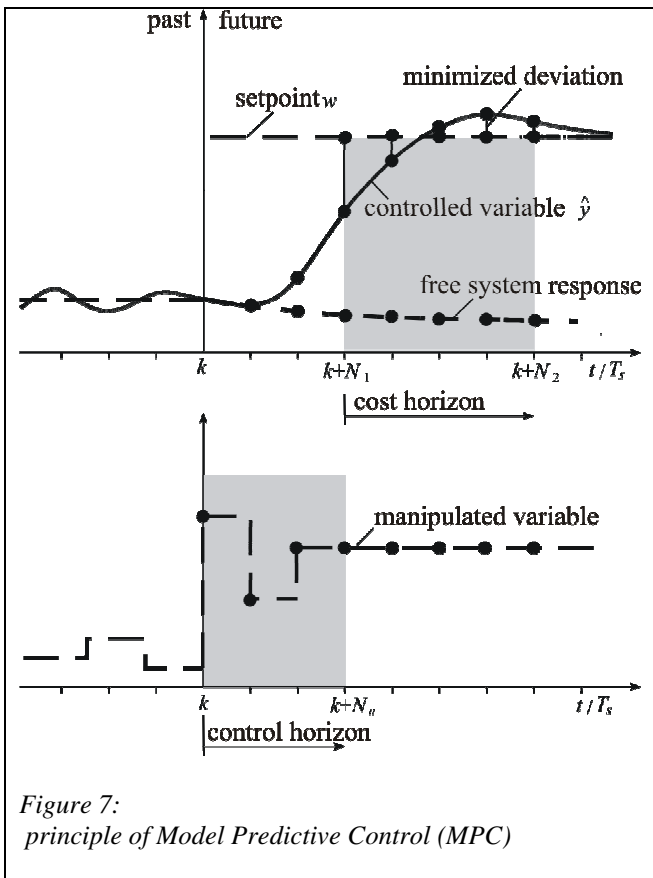 past future
minimized deviation
setpoint w
controlled variable ŷ
free system response
k k+N₁ k+N₂ t/Tₛ
cost horizon
manipulated variable
k k+Nᵤ t/Tₛ
control horizon
Figure 7:
principle of Model Predictive Control (MPC)